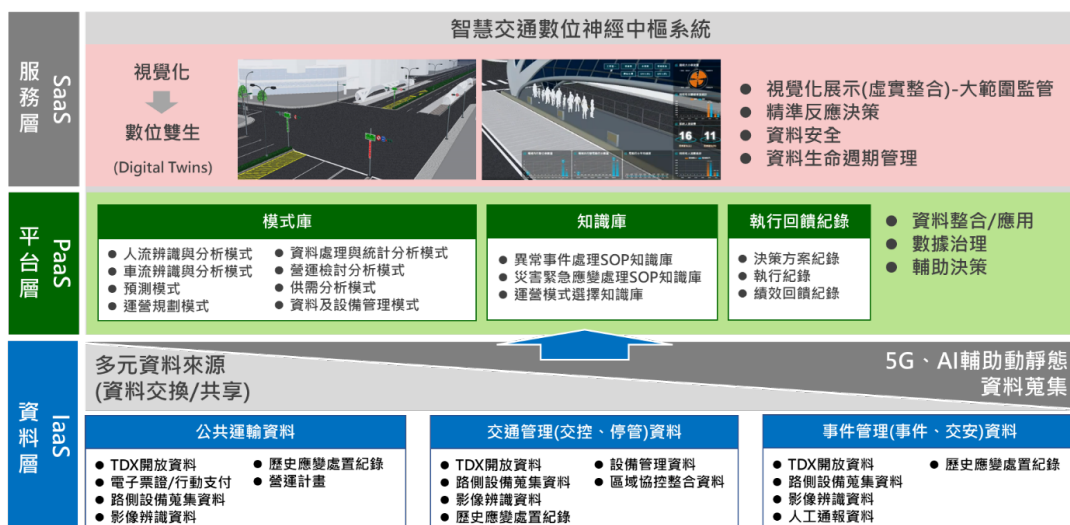 智慧交通數位神經中樞系統
服務層
SaaS
視覺化
數位雙生
(Digital Twins)
16 11
● 視覺化展示(虛實整合)-大範圍監管
● 精準反應決策
● 資料安全
● 資料生命週期管理
平台層
PaaS
模式庫
● 人流辨識與分析模式
● 車流辨識與分析模式
● 預測模式
● 運營規劃模式
● 資料處理與統計分析模式
● 營運檢討分析模式
● 供需分析模式
● 資料及設備管理模式
知識庫
● 異常事件處理SOP知識庫
● 災害緊急應變處理SOP知識庫
● 運營模式選擇知識庫
執行回饋紀錄
● 決策方案紀錄
● 執行紀錄
● 績效回饋紀錄
● 資料整合/應用
● 數據治理
● 輔助決策
資料層
IaaS
多元資料來源
(資料交換/共享)
5G、AI輔助動靜態
資料蒐集
公共運輸資料
● TDX開放資料
● 電子票證/行動支付
● 路側設備蒐集資料
● 影像辨識資料
● 歷史應變處置紀錄
● 營運計畫
交通管理(交控、停管)資料
● TDX開放資料
● 路側設備蒐集資料
● 影像辨識資料
● 歷史應變處置紀錄
● 設備管理資料
● 區域協控整合資料
事件管理(事件、交安)資料
● TDX開放資料
● 路側設備蒐集資料
● 影像辨識資料
● 人工通報資料
● 歷史應變處置紀錄